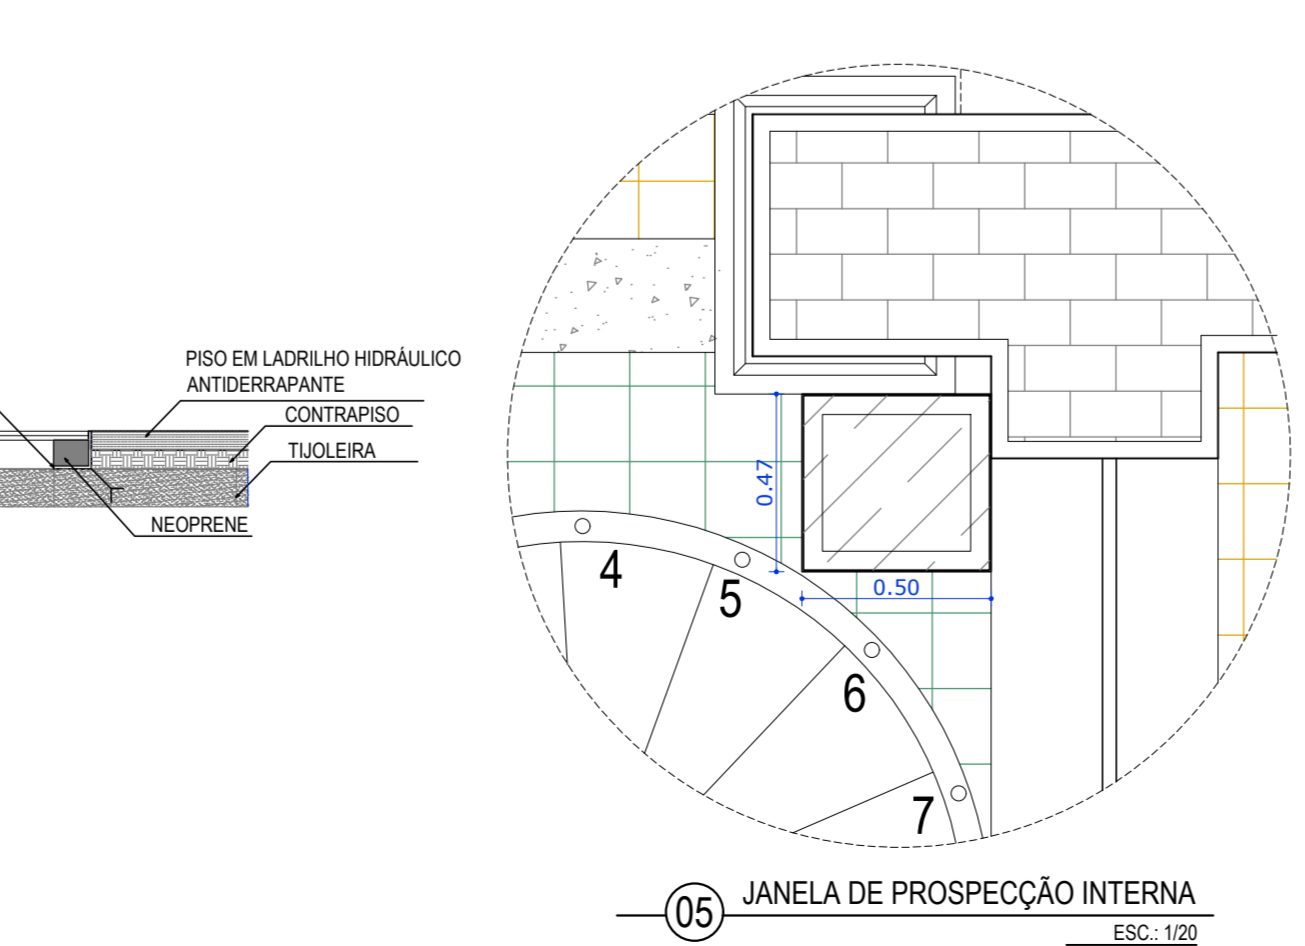 PISO EM LADRILHO HIDRÁULICO
ANTIDERRAPANTE
CONTRAPISO
TIJOLEIRA
NEOPRENE
0.47
0.50
4
5
6
7
05
JANELA DE PROSPECÇÃO INTERNA
ESC.: 1/20